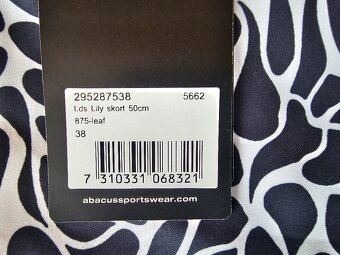 295287538 5662
Lds Lily skort 50cm
875-leaf
38
7 310331 068321
abacussportswear.com